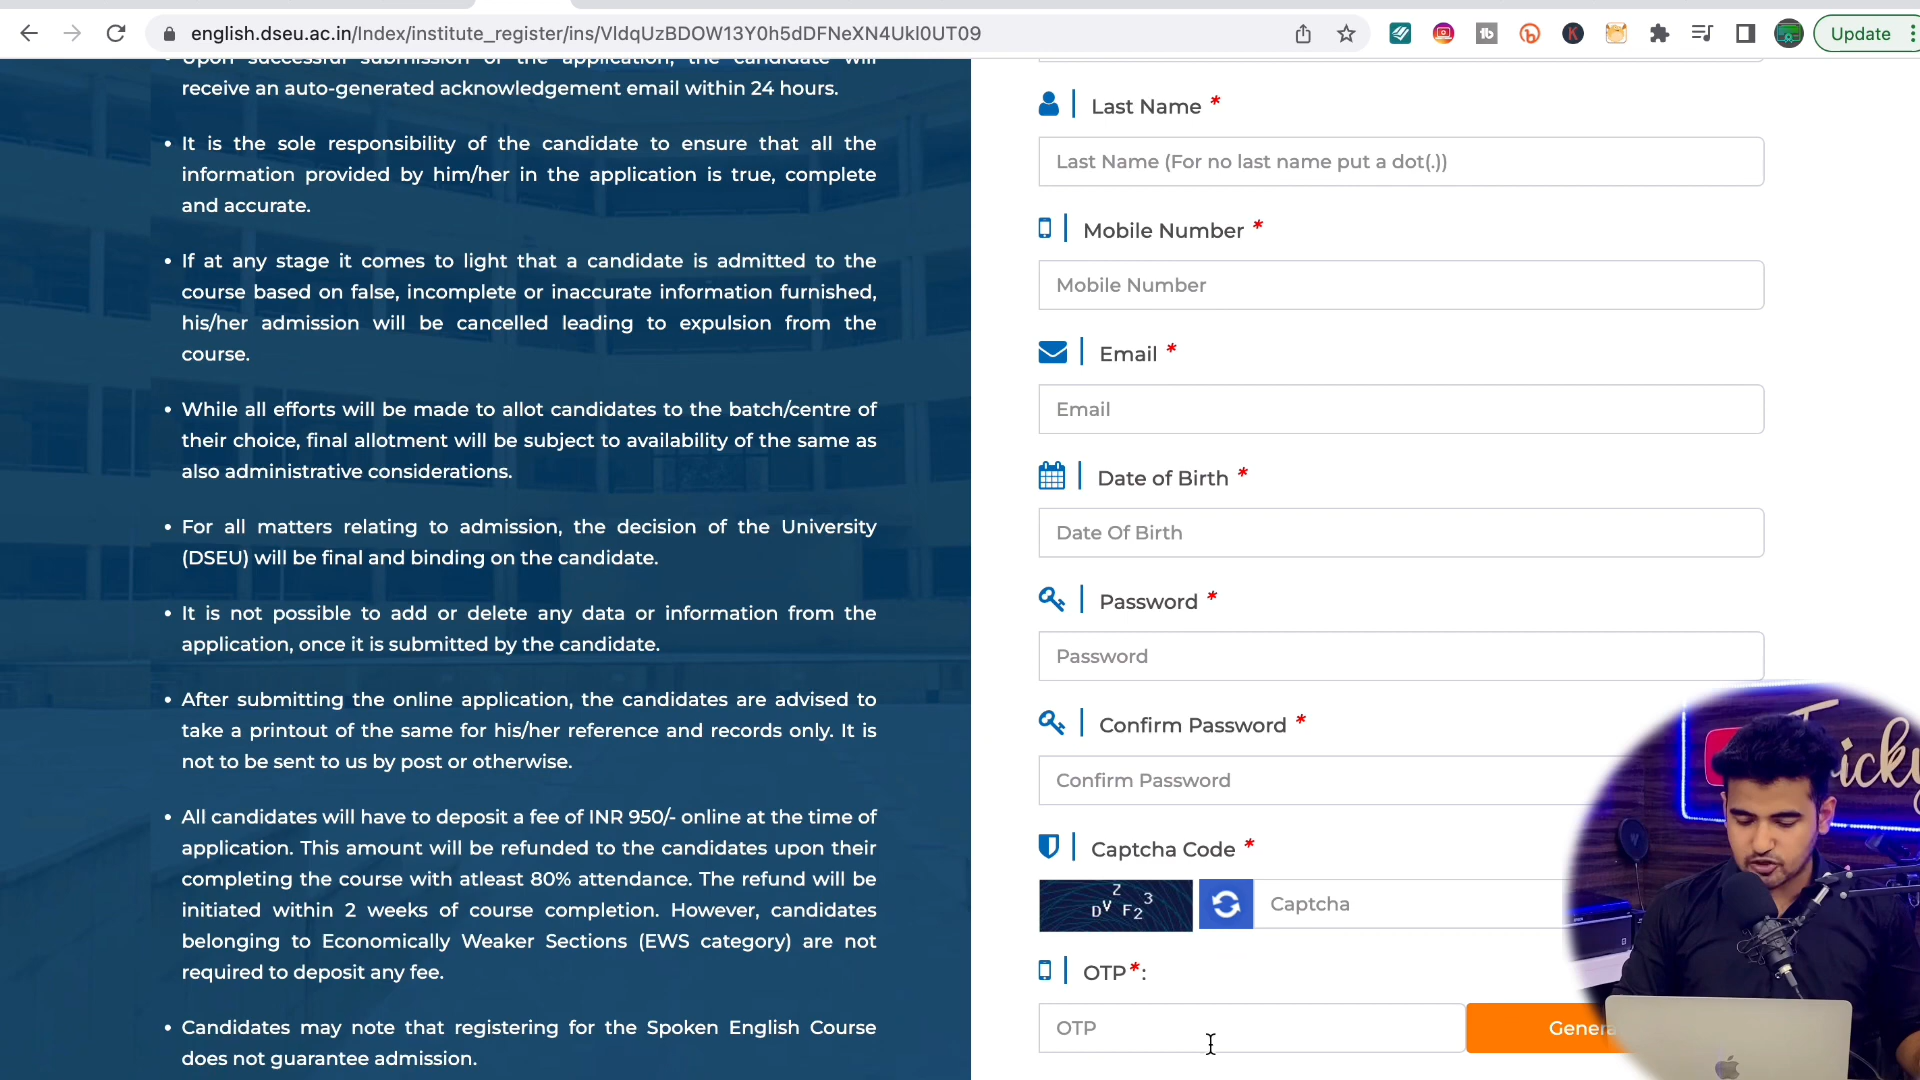 english.dseu.ac.in/Index/institute_register/ins/VldqUzBDOW13Y0h5dDFNeXN4Ukl0UT09
Update
Upon successful submission of the application, the candidate will
receive an auto-generated acknowledgement email within 24 hours.
• It is the sole responsibility of the candidate to ensure that all the
information provided by him/her in the application is true, complete
and accurate.
• If at any stage it comes to light that a candidate is admitted to the
course based on false, incomplete or inaccurate information furnished,
his/her admission will be cancelled leading to expulsion from the
course.
• While all efforts will be made to allot candidates to the batch/centre of
their choice, final allotment will be subject to availability of the same as
also administrative considerations.
• For all matters relating to admission, the decision of the University
(DSEU) will be final and binding on the candidate.
• It is not possible to add or delete any data or information from the
application, once it is submitted by the candidate.
• After submitting the online application, the candidates are advised to
take a printout of the same for his/her reference and records only. It is
not to be sent to us by post or otherwise.
• All candidates will have to deposit a fee of INR 950/- online at the time of
application. This amount will be refunded to the candidates upon their
completing the course with atleast 80% attendance. The refund will be
initiated within 2 weeks of course completion. However, candidates
belonging to Economically Weaker Sections (EWS category) are not
required to deposit any fee.
• Candidates may note that registering for the Spoken English Course
does not guarantee admission.
Last Name *
Last Name (For no last name put a dot(.))
Mobile Number *
Mobile Number
Email *
Email
Date of Birth *
Date Of Birth
Password *
Password
Confirm Password *
Confirm Password
Captcha Code *
DVZF23
Captcha
OTP*:
OTP
Genera
Tricky